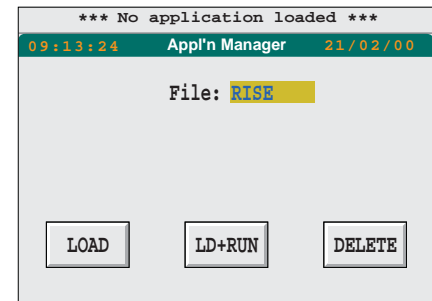 *** No application loaded ***
09:13:24 Appl'n Manager 21/02/00
File: RISE
LOAD LD+RUN DELETE